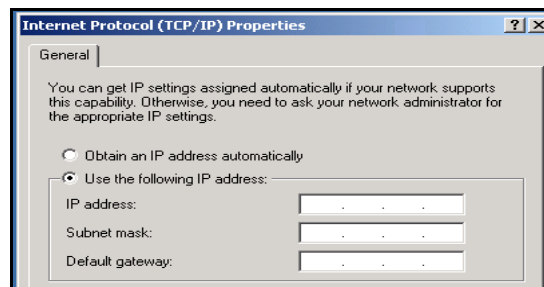 Internet Protocol (TCP/IP) Properties
General
You can get IP settings assigned automatically if your network supports
this capability. Otherwise, you need to ask your network administrator for
the appropriate IP settings.
Obtain an IP address automatically
Use the following IP address:
IP address:
Subnet mask:
Default gateway: